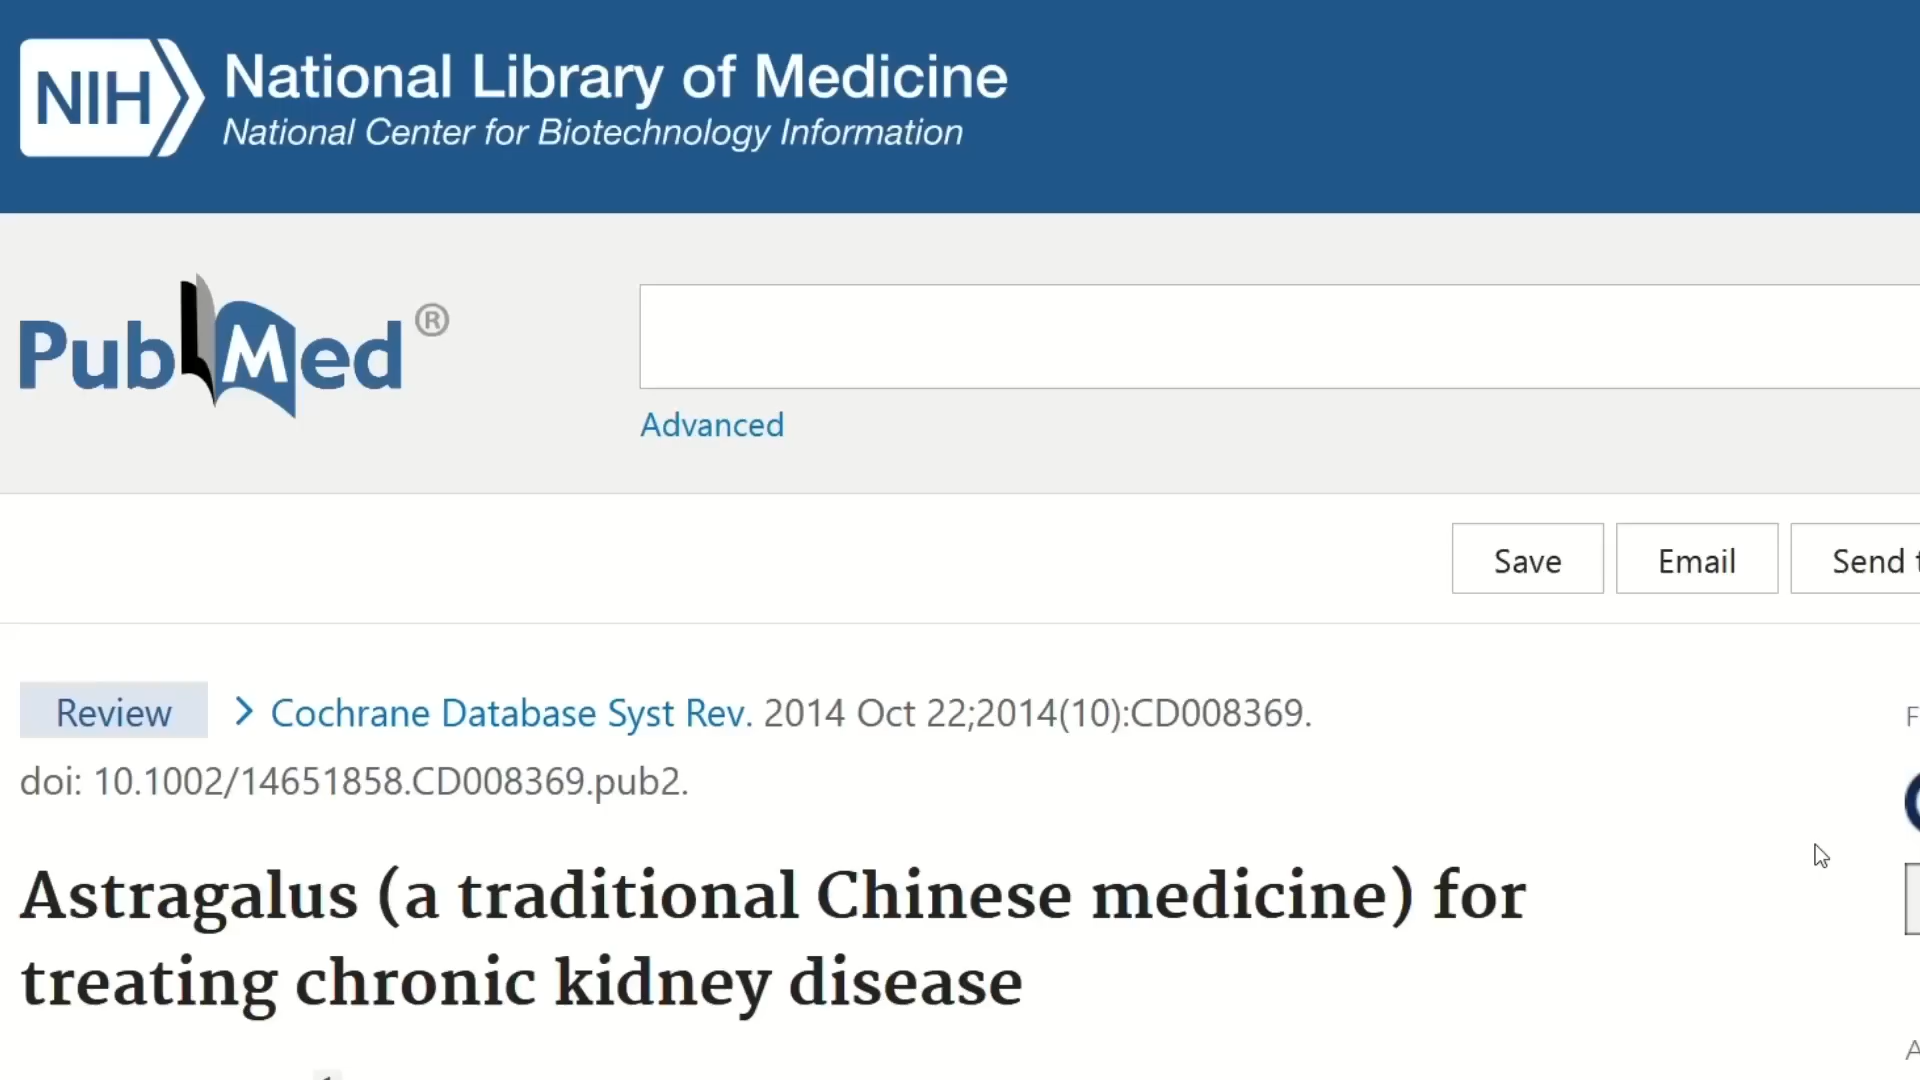 NIH National Library of Medicine
National Center for Biotechnology Information
PubMed®
Advanced
Save Email Send
Review > Cochrane Database Syst Rev. 2014 Oct 22;2014(10):CD008369.
doi: 10.1002/14651858.CD008369.pub2.
Astragalus (a traditional Chinese medicine) for
treating chronic kidney disease